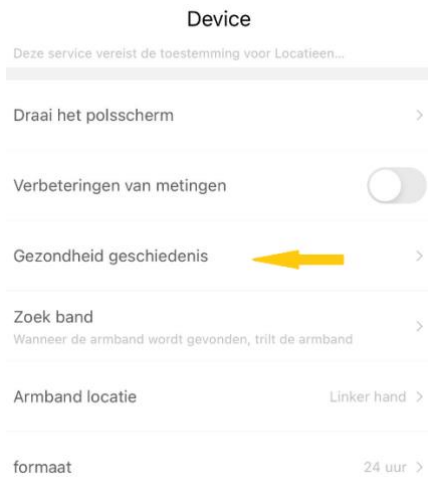 Device
Deze service vereist de toestemming voor Locatieen...
Draai het polsscherm
Verbeteringen van metingen
Gezondheid geschiedenis
Zoek band
Wanneer de armband wordt gevonden, trilt de armband
Armband locatie Linker hand
formaat 24 uur